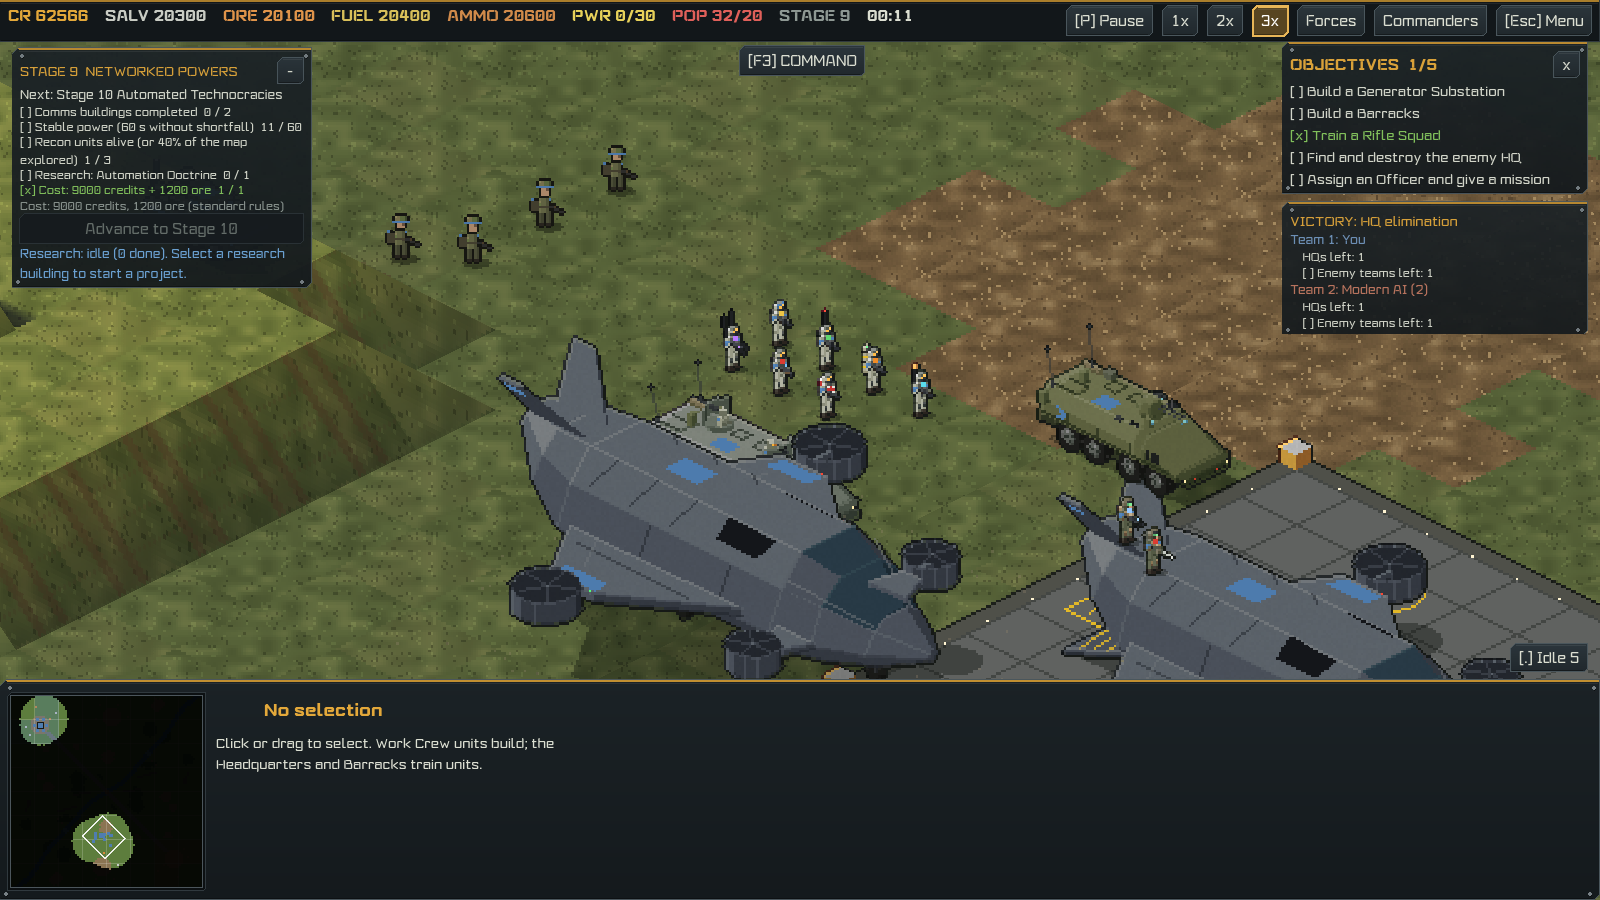 CR 62566 SALV 20300 ORE 20100 FUEL 20400 AMMO 20600 PWR 0/30 POP 32/20 STAGE 9 00:11
[P] Pause 1x 2x 3x Forces Commanders [Esc] Menu
[F3] COMMAND
STAGE 9 NETWORKED POWERS -
Next: Stage 10 Automated Technocracies
[ ] Comms buildings completed 0 / 2
[ ] Stable power (60 s without shortfall) 11 / 60
[ ] Recon units alive (or 40% of the map
explored) 1 / 3
[ ] Research: Automation Doctrine 0 / 1
[x] Cost: 9000 credits + 1200 ore 1 / 1
Cost: 9000 credits, 1200 ore (standard rules)
Advance to Stage 10
Research: idle (0 done). Select a research
building to start a project.
OBJECTIVES 1/5 x
[ ] Build a Generator Substation
[ ] Build a Barracks
[x] Train a Rifle Squad
[ ] Find and destroy the enemy HQ
[ ] Assign an Officer and give a mission
VICTORY: HQ elimination
Team 1: You
HQs left: 1
[ ] Enemy teams left: 1
Team 2: Modern AI (2)
HQs left: 1
[ ] Enemy teams left: 1
[.] Idle 5
No selection
Click or drag to select. Work Crew units build; the
Headquarters and Barracks train units.